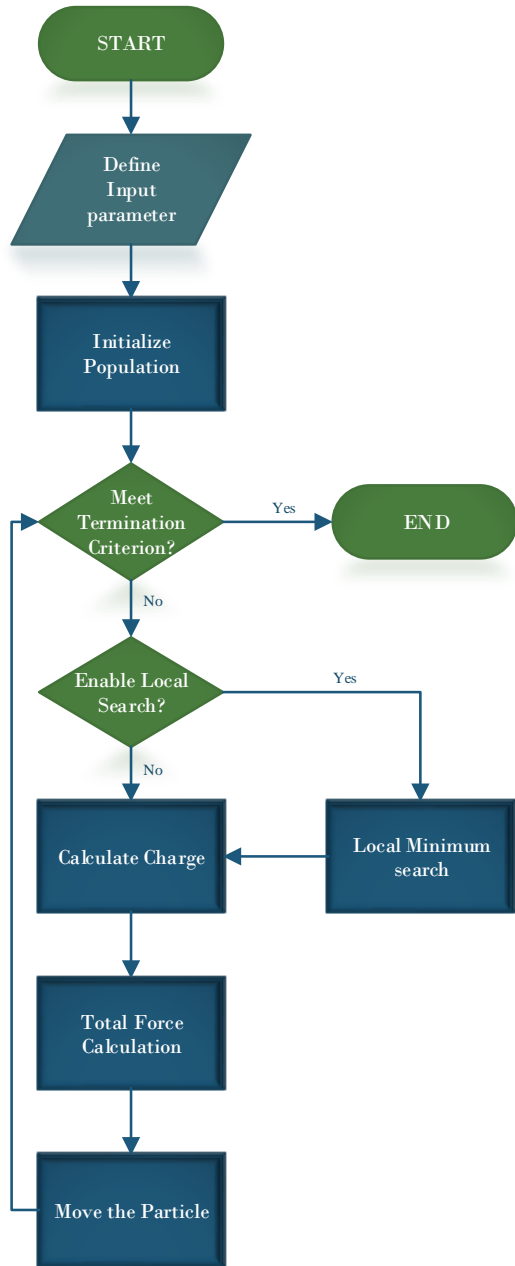 START
Define
Input
parameter
Initialize
Population
Meet
Termination
Criterion?
Yes
END
No
Enable Local
Search?
Yes
No
Calculate Charge
Local Minimum
search
Total Force
Calculation
Move the Particle